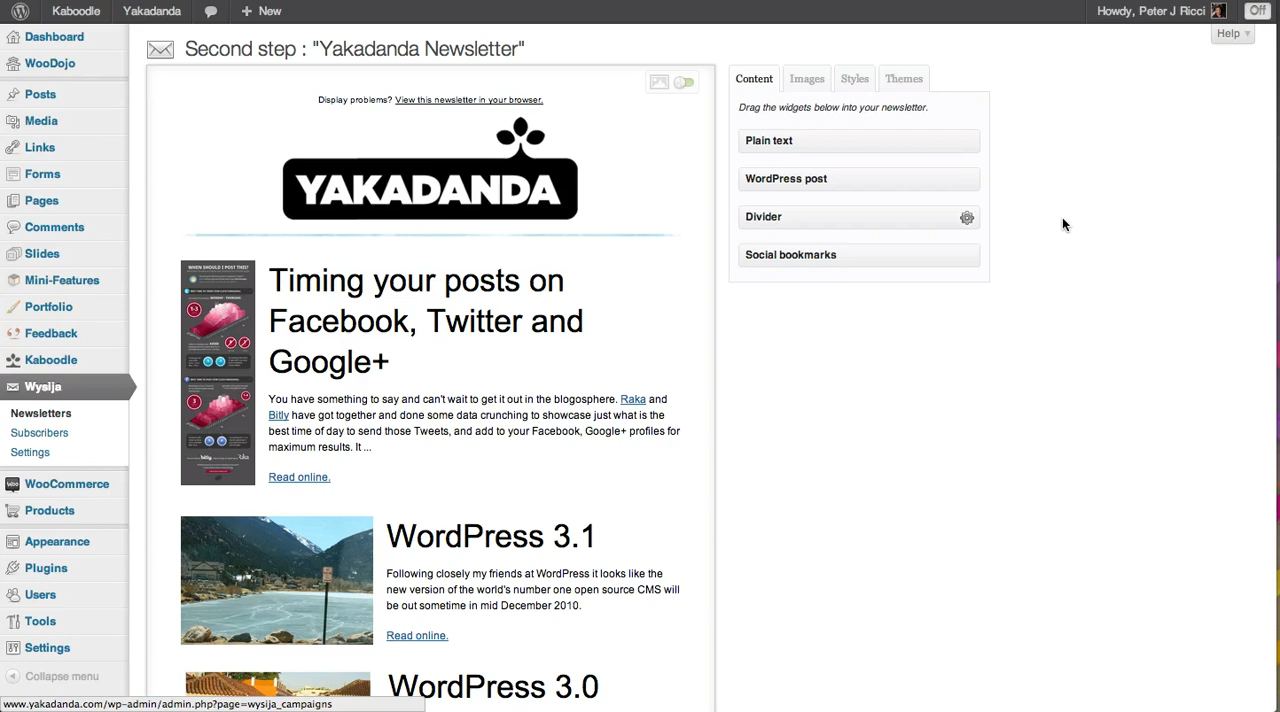 Kaboodle
Yakadanda
New
Howdy, Peter J Ricci
Off
Help
Dashboard
WooDojo
Posts
Media
Links
Forms
Pages
Comments
Slides
Mini-Features
Portfolio
Feedback
Kaboodle
Wysija
Newsletters
Subscribers
Settings
WooCommerce
Products
Appearance
Plugins
Users
Tools
Settings
Collapse menu
www.yakadanda.com/wp-admin/admin.php?page=wysija_campaigns
Second step : "Yakadanda Newsletter"
Display problems? View this newsletter in your browser.
YAKADANDA
WHEN SHOULD I POST THIS?
Timing your posts on
Facebook, Twitter and
Google+
You have something to say and can't wait to get it out in the blogosphere. Raka and
Bitly have got together and done some data crunching to showcase just what is the
best time of day to send those Tweets, and add to your Facebook, Google+ profiles for
maximum results. It ...
Read online.
WordPress 3.1
Following closely my friends at WordPress it looks like the
new version of the world's number one open source CMS will
be out sometime in mid December 2010.
Read online.
WordPress 3.0
Content
Images
Styles
Themes
Drag the widgets below into your newsletter.
Plain text
WordPress post
Divider
Social bookmarks